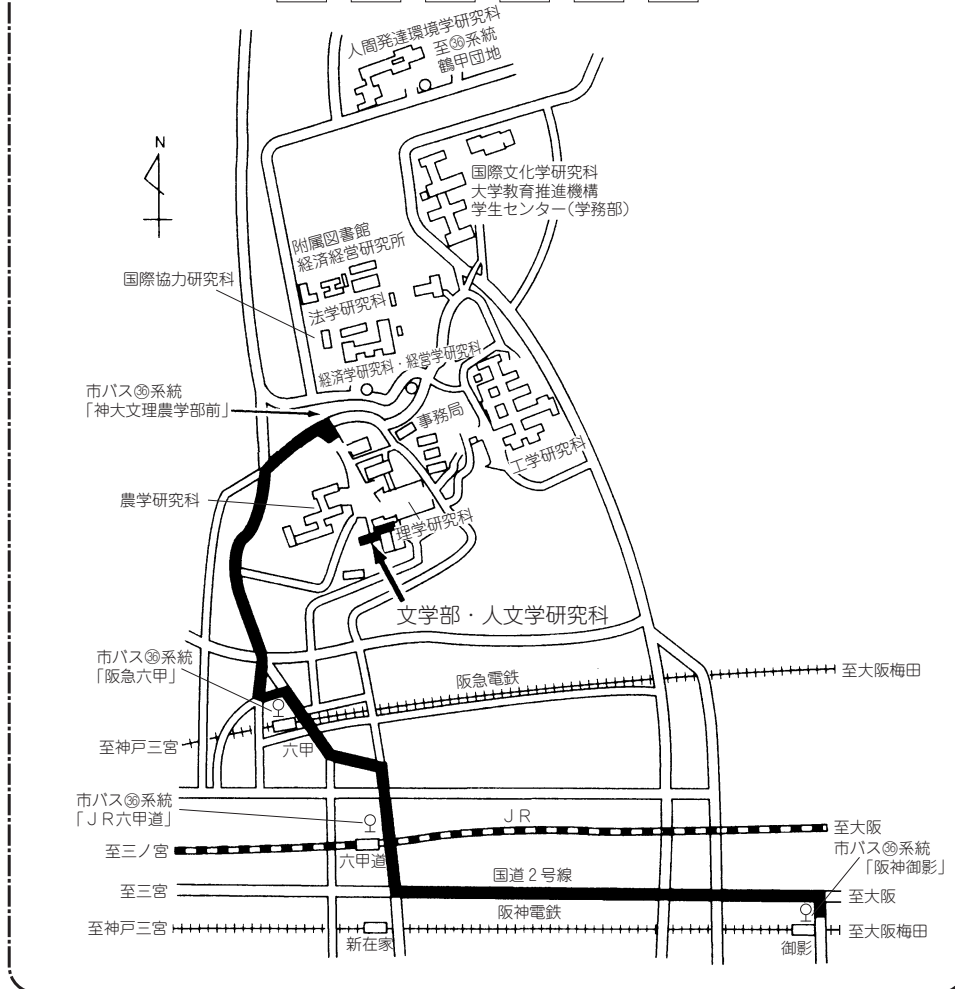 人間発達環境学研究科
至㊱系統
鶴甲団地
N
国際文化学研究科
大学教育推進機構
学生センター(学務部)
附属図書館
経済経営研究所
国際協力研究科
法学研究科
経済学研究科・経営学研究科
市バス㊱系統
「神大文理農学部前」
事務局
工学研究科
農学研究科
理学研究科
文学部・人文学研究科
市バス㊱系統
「阪急六甲」
阪急電鉄
至大阪梅田
至神戸三宮
六甲
市バス㊱系統
「JR六甲道」
JR
至大阪
至三ノ宮
六甲道
市バス㊱系統
「阪神御影」
国道2号線
至三宮
至大阪
阪神電鉄
至神戸三宮
新在家
御影
至大阪梅田